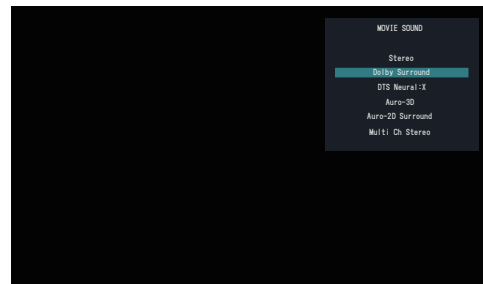 MOVIE SOUND
Stereo
Dolby Surround
DTS Neural:X
Auro-3D
Auro-2D Surround
Multi Ch Stereo